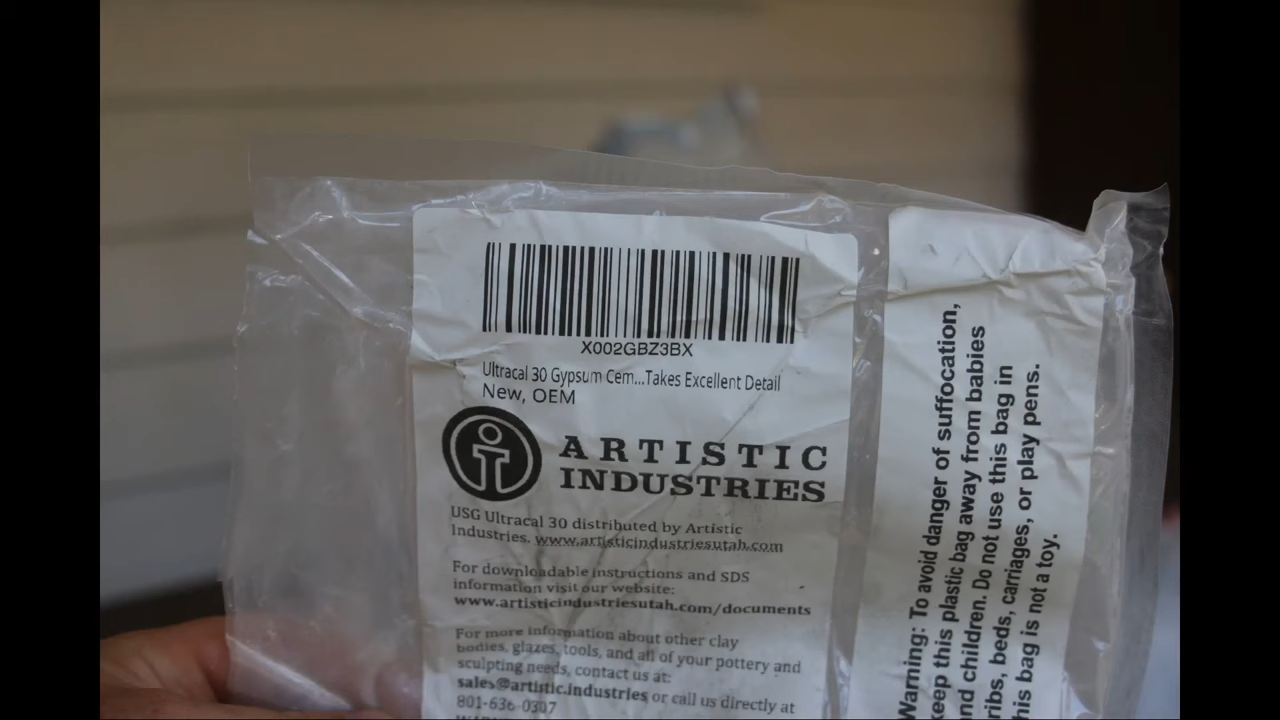 X002GBZ3BX
Ultracal 30 Gypsum Cem...Takes Excellent Detail
New, OEM
ARTISTIC
INDUSTRIES
USG Ultracal 30 distributed by Artistic
Industries. www.artisticindustriesutah.com
For downloadable instructions and SDS
information visit our website:
www.artisticindustriesutah.com/documents
For more information about other clay
bodies, glazes, tools, and all of your pottery and
sculpting needs, contact us at:
sales@artistic.industries or call us directly at
801-636-0307
Warning: To avoid danger of suffocation,
keep this plastic bag away from babies
and children. Do not use this bag in
cribs, beds, carriages, or play pens.
this bag is not a toy.